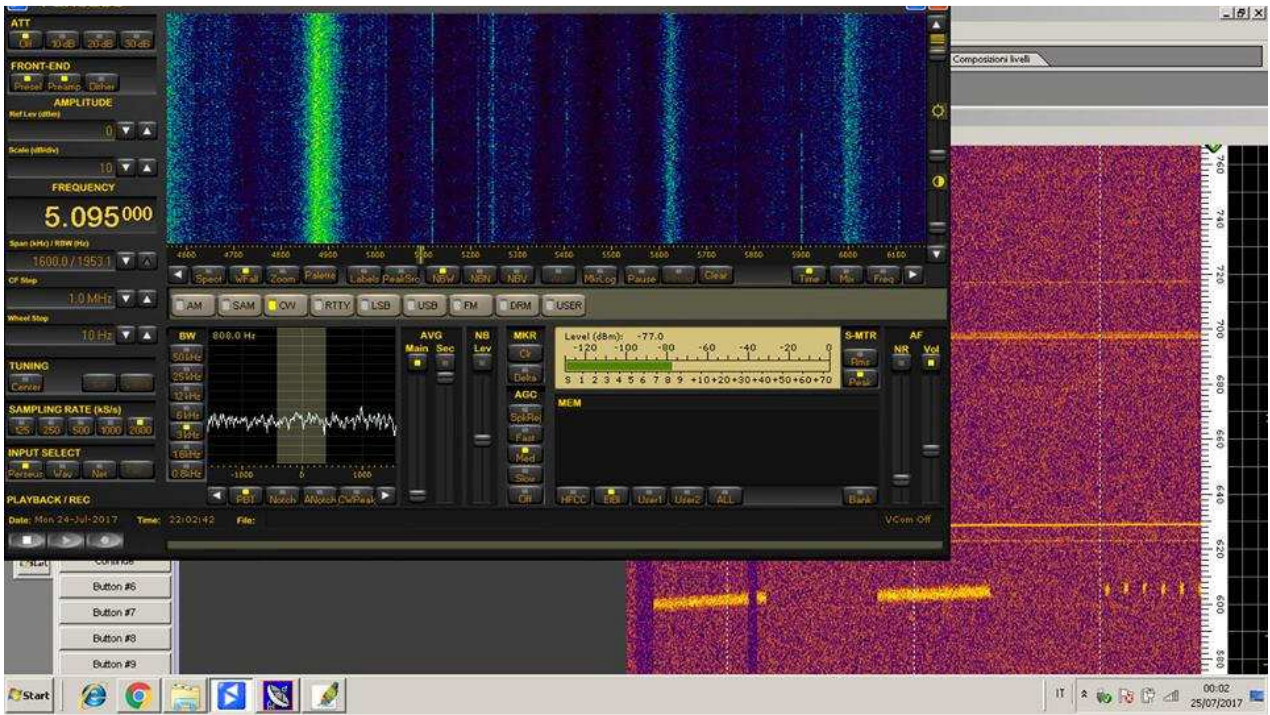 ATT
Off 10 dB 20 dB 30 dB
FRONT-END
Presel Preamp Dither
AMPLITUDE
Ref Lev (dBm)
0
Scale (dB/div)
10
FREQUENCY
5.095000
Span (kHz) / RBW (Hz)
1600.0 / 1953.1
CF Step
1.0 MHz
Wheel Step
10 Hz
TUNING
Center
SAMPLING RATE (kS/s)
125 250 500 1000 2000
INPUT SELECT
Perseus Wav Net
PLAYBACK / REC
Date: Mon 24-Jul-2017 Time: 22:02:42 File:
VCom Off
4600 4700 4800 4900 5000 5100 5200 5300 5400 5500 5600 5700 5800 5900 6000 6100
Spect WFall Zoom Palette Labels PeakSrc NBW NBN NBV MkrLog Pause Clear Time Mix Freq
AM SAM CW RTTY LSB USB FM DRM USER
BW 808.0 Hz
50kHz
25kHz
12kHz
6kHz
3kHz
1.6kHz
0.8kHz
-1000 0 1000
PBT Notch ANotch CWPeak
AVG
Main Sec
NB
Lev
MKR
Clr
Delta
AGC
SpkRej
Fast
Med
Slow
Off
Level (dBm): -77.0
-120 -100 -80 -60 -40 -20 0
S 1 2 3 4 5 6 7 8 9 +10+20+30+40+50+60+70
S-MTR
Rms
Peak
AF
NR Vol
MEM
HFCC EIBI User1 User2 ALL Bank
Composizioni livelli
760
740
720
700
680
660
640
620
600
580
Start
Continue
Button #6
Button #7
Button #8
Button #9
Start
IT
00:02
25/07/2017